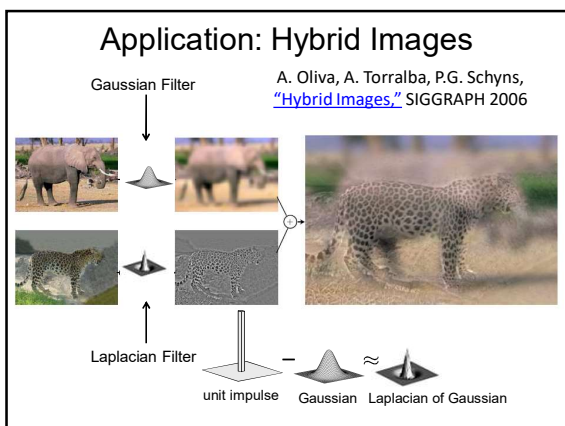 Application: Hybrid Images
Gaussian Filter
A. Oliva, A. Torralba, P.G. Schyns,
“Hybrid Images,” SIGGRAPH 2006
+
Laplacian Filter
− ≈
unit impulse Gaussian Laplacian of Gaussian